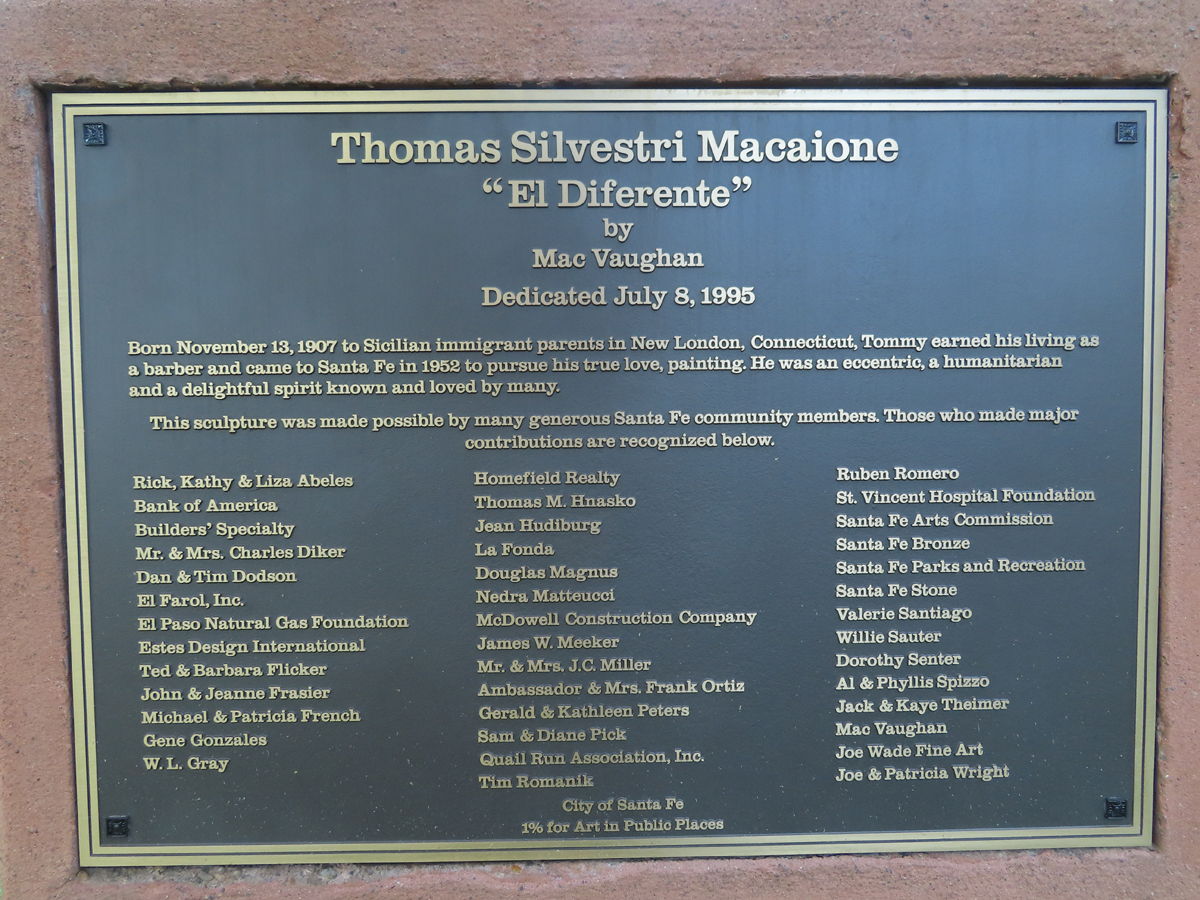 Thomas Silvestri Macaione
“El Diferente”
by
Mac Vaughan
Dedicated July 8, 1995
Born November 13, 1907 to Sicilian immigrant parents in New London, Connecticut, Tommy earned his living as
a barber and came to Santa Fe in 1952 to pursue his true love, painting. He was an eccentric, a humanitarian
and a delightful spirit known and loved by many.
This sculpture was made possible by many generous Santa Fe community members. Those who made major
contributions are recognized below.
Rick, Kathy & Liza Abeles
Bank of America
Builders’ Specialty
Mr. & Mrs. Charles Diker
Dan & Tim Dodson
El Farol, Inc.
El Paso Natural Gas Foundation
Estes Design International
Ted & Barbara Flicker
John & Jeanne Frasier
Michael & Patricia French
Gene Gonzales
W. L. Gray
Homefield Realty
Thomas M. Hnasko
Jean Hudiburg
La Fonda
Douglas Magnus
Nedra Matteucci
McDowell Construction Company
James W. Meeker
Mr. & Mrs. J.C. Miller
Ambassador & Mrs. Frank Ortiz
Gerald & Kathleen Peters
Sam & Diane Pick
Quail Run Association, Inc.
Tim Romanik
Ruben Romero
St. Vincent Hospital Foundation
Santa Fe Arts Commission
Santa Fe Bronze
Santa Fe Parks and Recreation
Santa Fe Stone
Valerie Santiago
Willie Sauter
Dorothy Senter
Al & Phyllis Spizzo
Jack & Kaye Theimer
Mac Vaughan
Joe Wade Fine Art
Joe & Patricia Wright
City of Santa Fe
1% for Art in Public Places